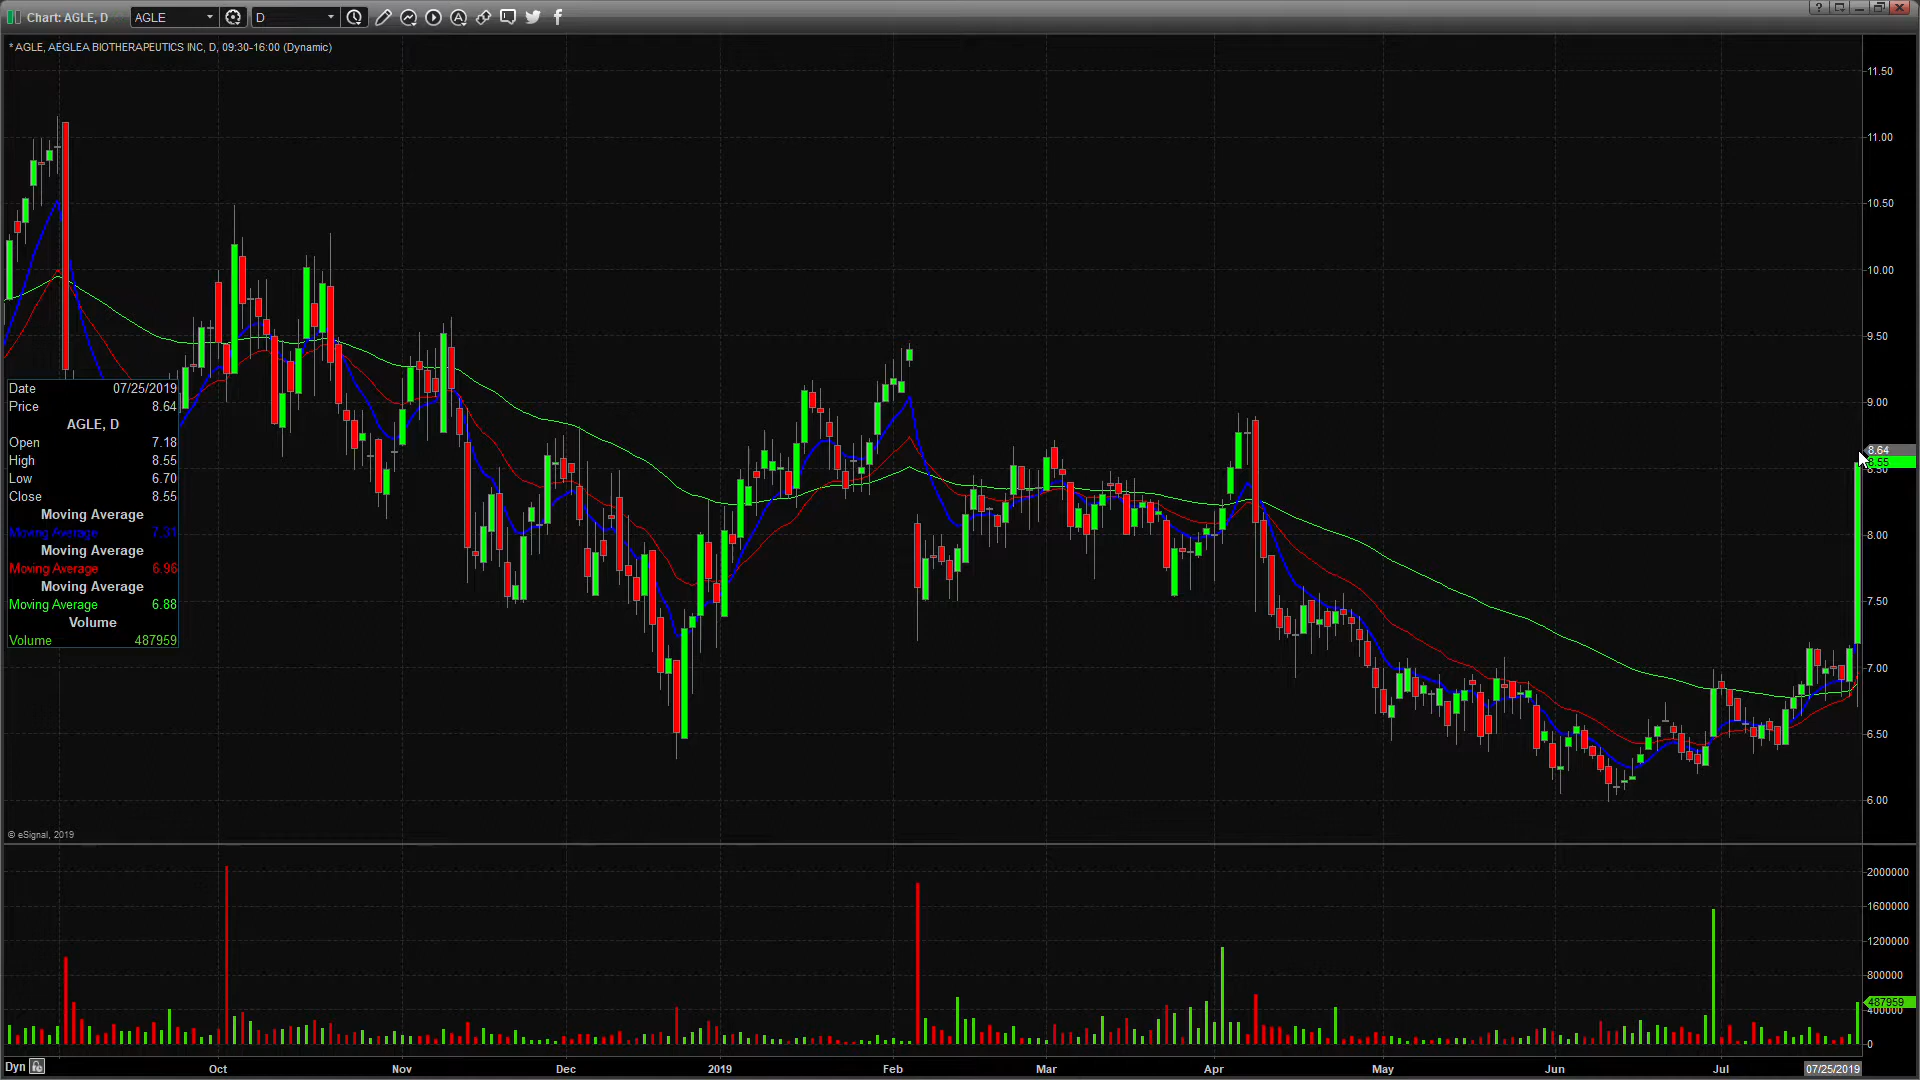 Chart: AGLE, D
AGLE
D
* AGLE, AEGLEA BIOTHERAPEUTICS INC, D, 09:30-16:00 (Dynamic)
11.50
11.00
10.50
10.00
9.50
9.00
8.64
8.55
8.50
8.00
7.50
7.00
6.50
6.00
Date 07/25/2019
Price 8.64
AGLE, D
Open 7.18
High 8.55
Low 6.70
Close 8.55
Moving Average
Moving Average 7.31
Moving Average
Moving Average 6.96
Moving Average
Moving Average 6.88
Volume
Volume 487959
© eSignal, 2019
2000000
1600000
1200000
800000
487959
400000
0
Dyn
Oct Nov Dec 2019 Feb Mar Apr May Jun Jul 07/25/2019